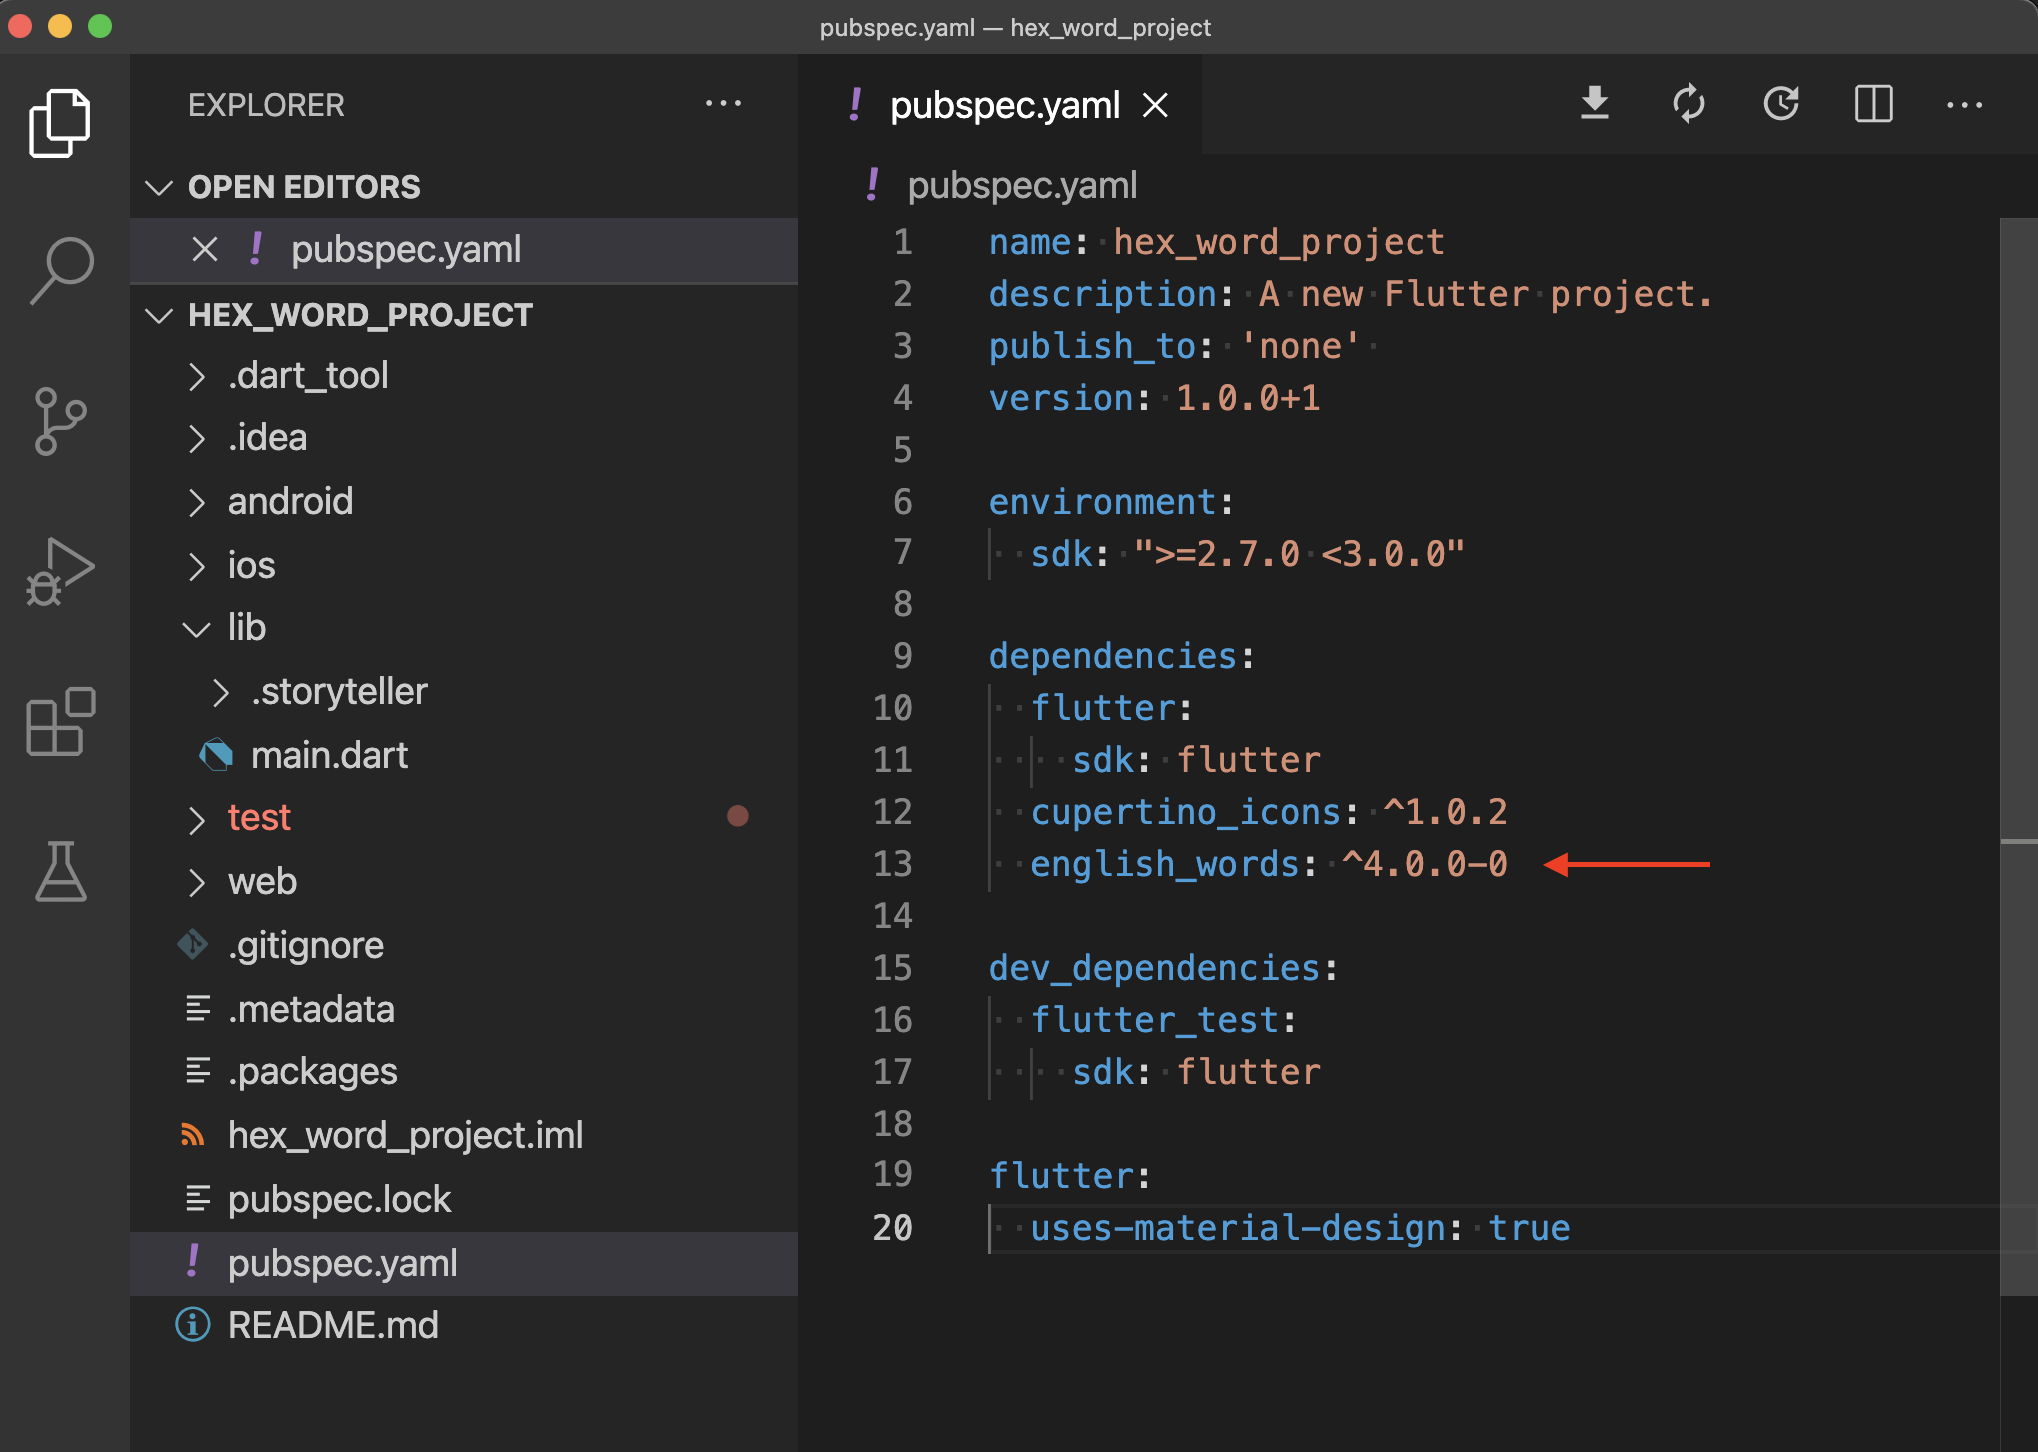 pubspec.yaml — hex_word_project
EXPLORER
OPEN EDITORS
! pubspec.yaml
HEX_WORD_PROJECT
.dart_tool
.idea
android
ios
lib
.storyteller
main.dart
test
web
.gitignore
.metadata
.packages
hex_word_project.iml
pubspec.lock
! pubspec.yaml
README.md
! pubspec.yaml
! pubspec.yaml
1 name: hex_word_project
2 description: A new Flutter project.
3 publish_to: 'none'
4 version: 1.0.0+1
5
6 environment:
7   sdk: ">=2.7.0 <3.0.0"
8
9 dependencies:
10   flutter:
11     sdk: flutter
12   cupertino_icons: ^1.0.2
13   english_words: ^4.0.0-0
14
15 dev_dependencies:
16   flutter_test:
17     sdk: flutter
18
19 flutter:
20   uses-material-design: true